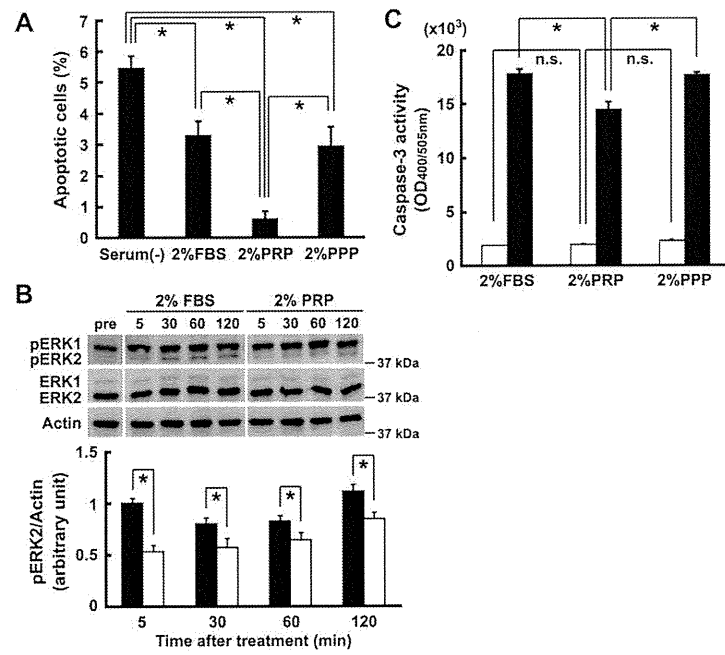 A
Apoptotic cells (%)
7
6
5
4
3
2
1
0
* * *
* *
Serum(-) 2%FBS 2%PRP 2%PPP
B
2% FBS 2% PRP
pre 5 30 60 120 5 30 60 120
pERK1
pERK2
37 kDa
ERK1
ERK2
Actin
37 kDa
pERK2/Actin
(arbitrary unit)
1.5
1
0.5
0
* * * *
5 30 60 120
Time after treatment (min)
C
(x10³)
Caspase-3 activity
(OD400/505nm)
20
15
10
5
0
* *
n.s. n.s.
2%FBS 2%PRP 2%PPP